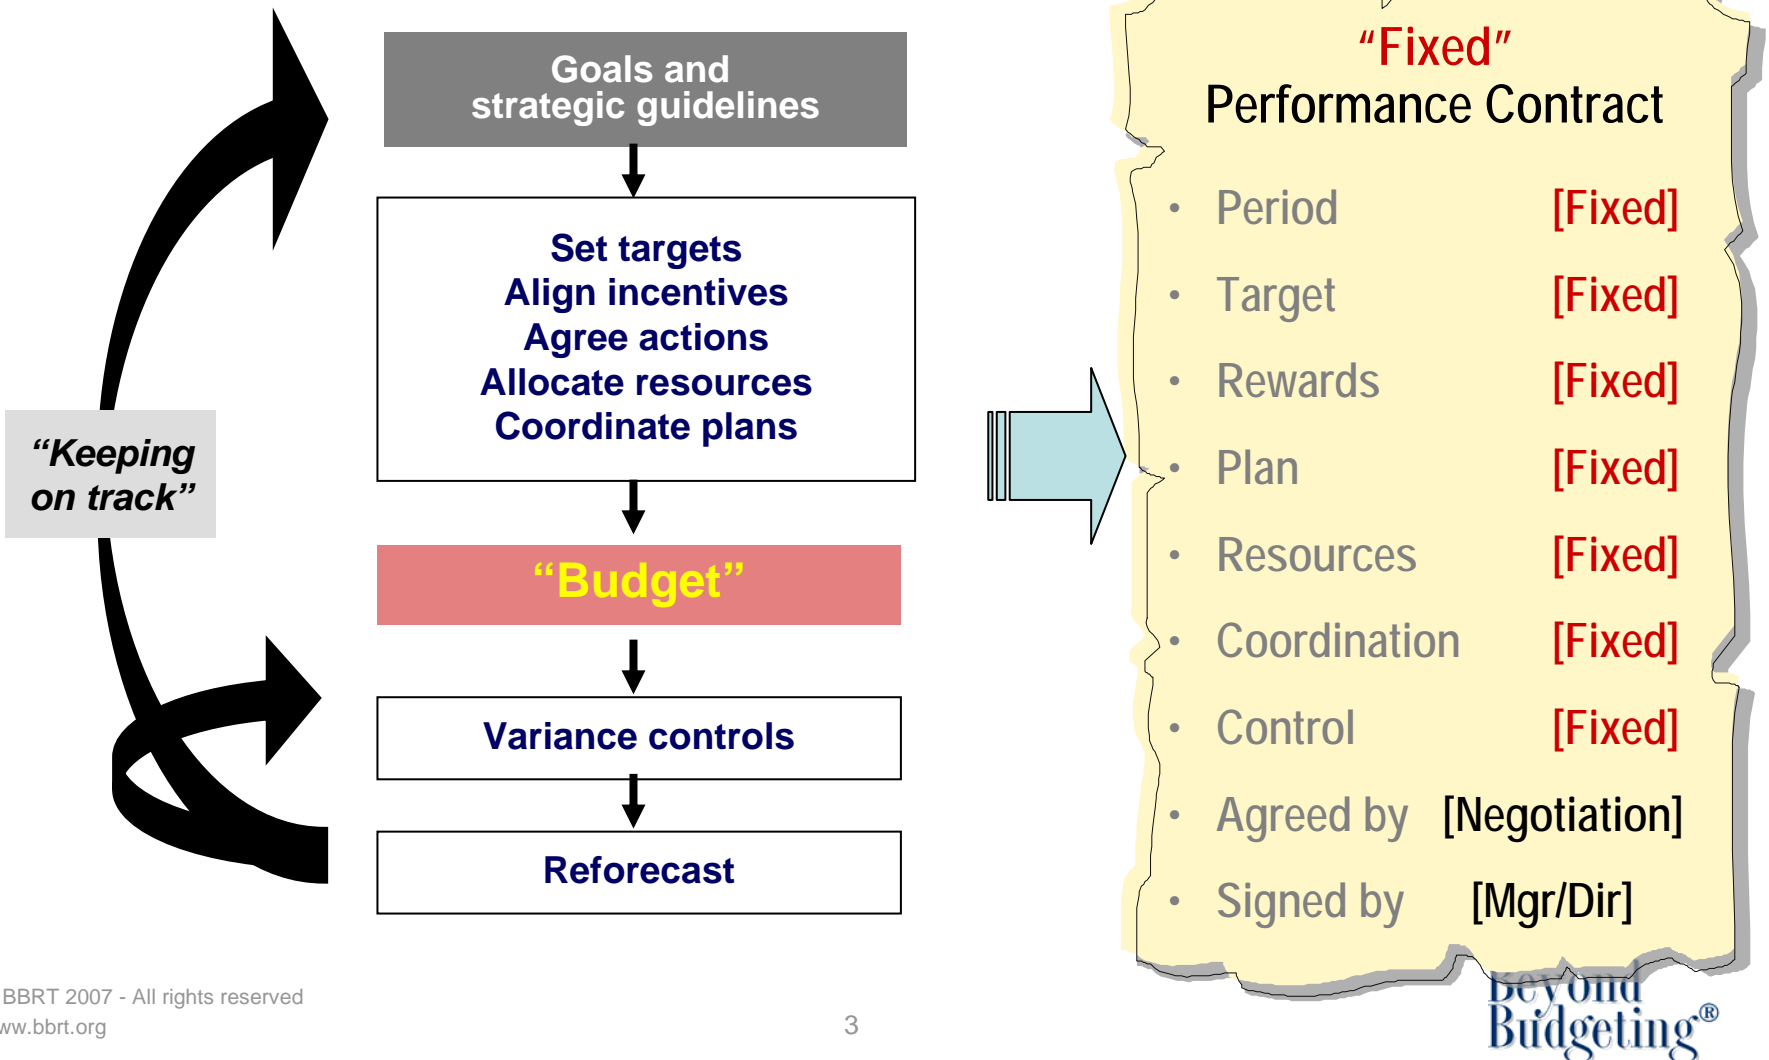 Goals and
strategic guidelines
Set targets
Align incentives
Agree actions
Allocate resources
Coordinate plans
“Keeping
on track”
“Budget”
Variance controls
Reforecast
“Fixed”
Performance Contract
• Period [Fixed]
• Target [Fixed]
• Rewards [Fixed]
• Plan [Fixed]
• Resources [Fixed]
• Coordination [Fixed]
• Control [Fixed]
• Agreed by [Negotiation]
• Signed by [Mgr/Dir]
BBRT 2007 - All rights reserved
ww.bbrt.org
3
Beyond
Budgeting®